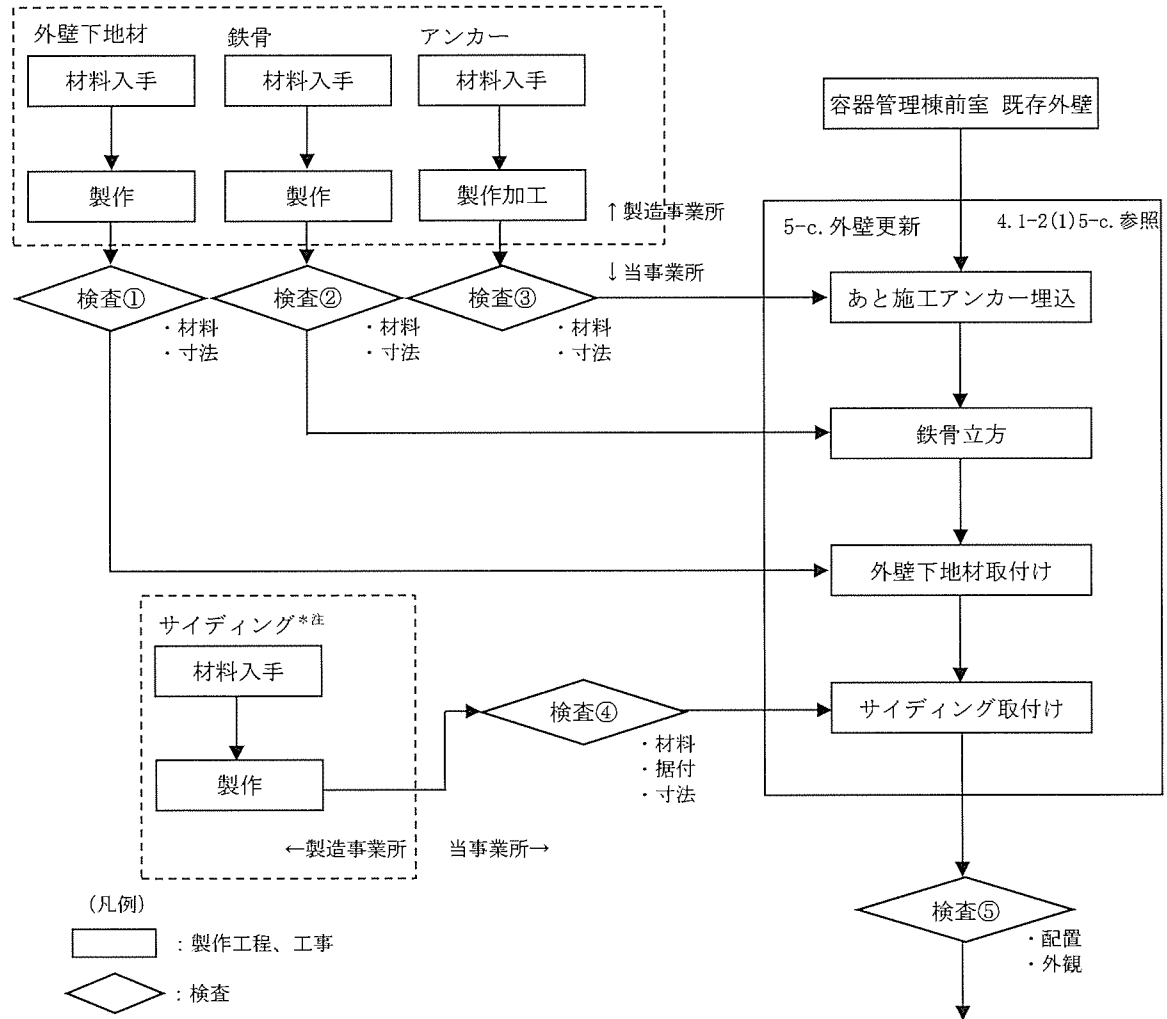 外壁下地材
鉄骨
アンカー
材料入手
材料入手
材料入手
容器管理棟前室 既存外壁
製作
製作
製作加工
↑製造事業所
5-c. 外壁更新
4.1-2(1)5-c. 参照
↓当事業所
検査①
検査②
検査③
あと施工アンカー埋込
・材料
・寸法
・材料
・寸法
・材料
・寸法
鉄骨立方
外壁下地材取付け
サイディング*注
材料入手
検査④
サイディング取付け
・材料
・据付
・寸法
製作
←製造事業所
当事業所→
(凡例)
検査⑤
：製作工程、工事
・配置
・外観
：検査